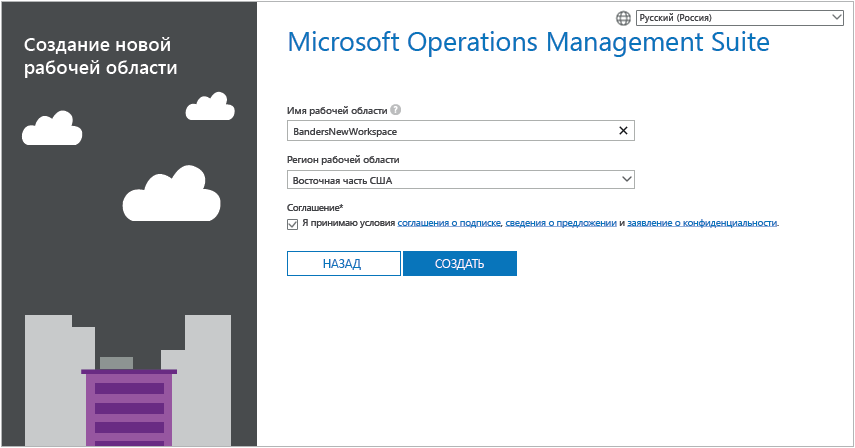 Создание новой
рабочей области
Русский (Россия)
Microsoft Operations Management Suite
Имя рабочей области ?
BandersNewWorkspace
Регион рабочей области
Восточная часть США
Соглашение*
Я принимаю условия соглашения о подписке, сведения о предложении и заявление о конфиденциальности.
НАЗАД СОЗДАТЬ